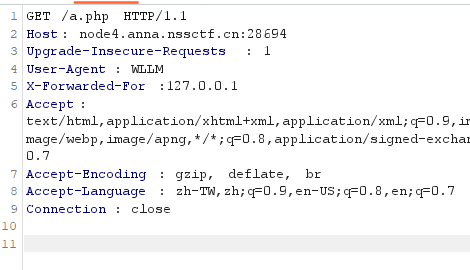 1 GET /a.php HTTP/1.1
2 Host: node4.anna.nssctf.cn:28694
3 Upgrade-Insecure-Requests : 1
4 User-Agent : WLLM
5 X-Forwarded-For :127.0.0.1
6 Accept :
text/html,application/xhtml+xml,application/xml;q=0.9,i
mage/webp,image/apng,*/*;q=0.8,application/signed-exchan
0.7
7 Accept-Encoding : gzip, deflate, br
8 Accept-Language : zh-TW,zh;q=0.9,en-US;q=0.8,en;q=0.7
9 Connection : close
10
11